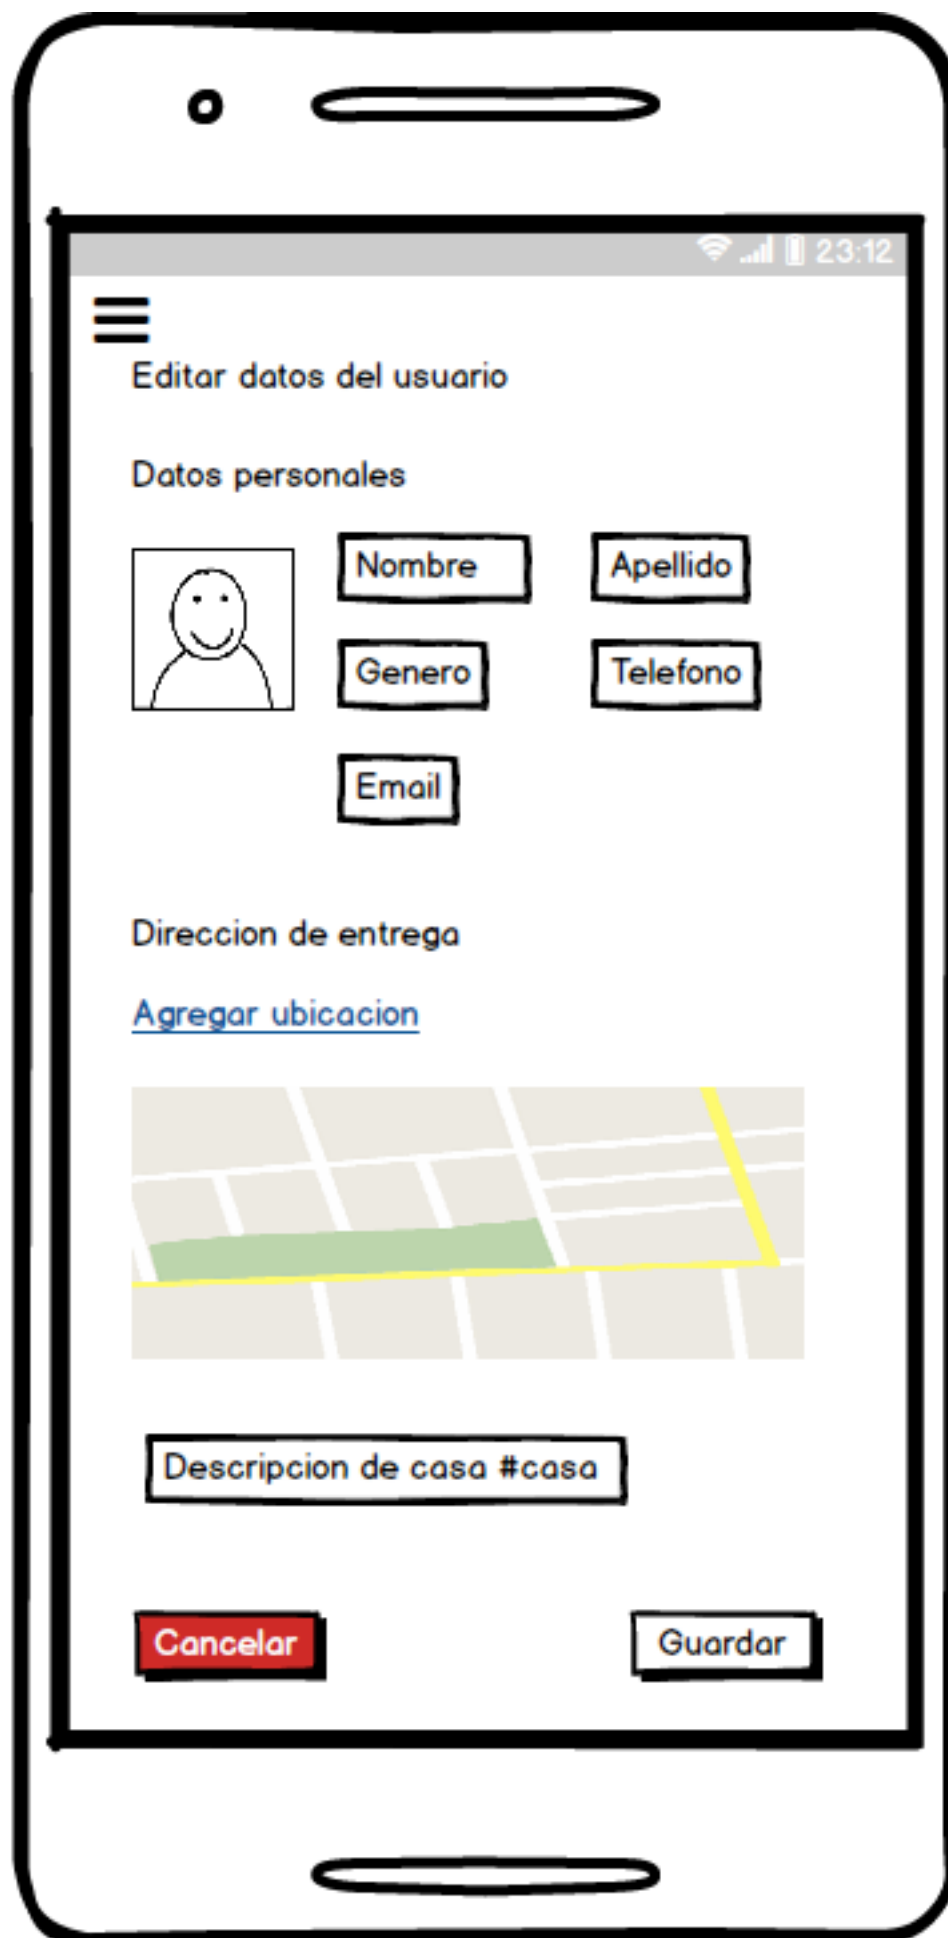 23:12
Editar datos del usuario
Datos personales
Nombre
Apellido
Genero
Telefono
Email
Direccion de entrega
Agregar ubicacion
Descripcion de casa #casa
Cancelar
Guardar